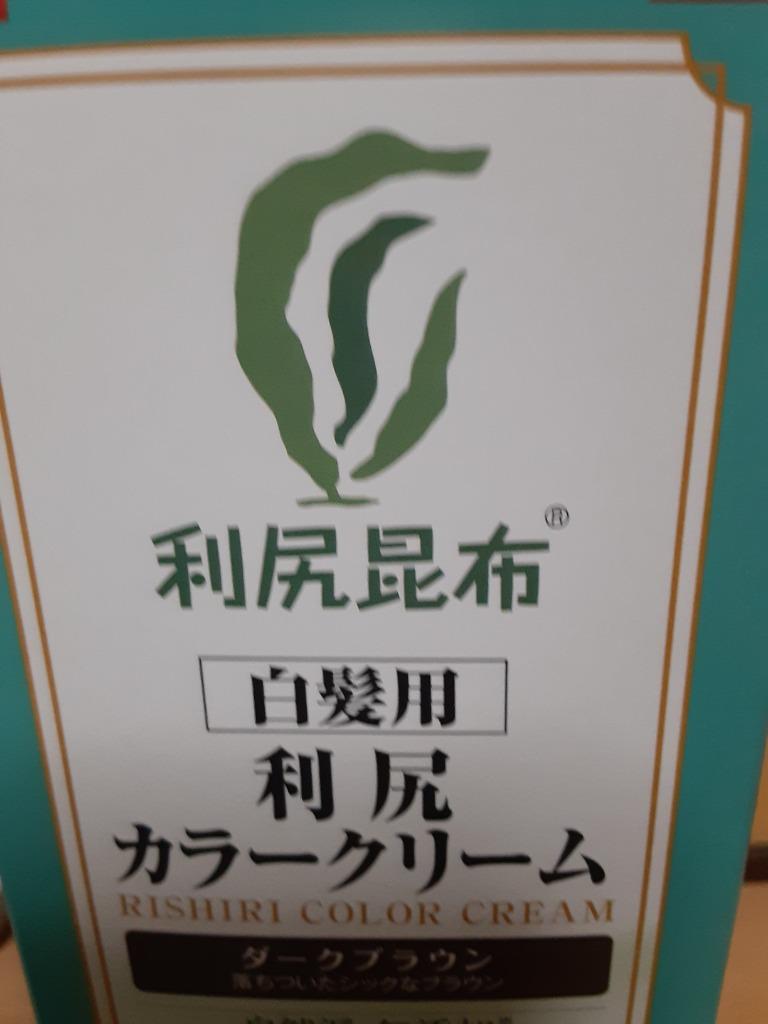 利尻昆布®
白髪用
利尻
カラークリーム
RISHIRI COLOR CREAM
ダークブラウン
落ちついたシックなブラウン